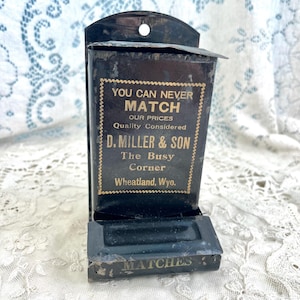 YOU CAN NEVER
MATCH
OUR PRICES
Quality Considered
D. MILLER & SON
The Busy
Corner
Wheatland, Wyo.
MATCHES